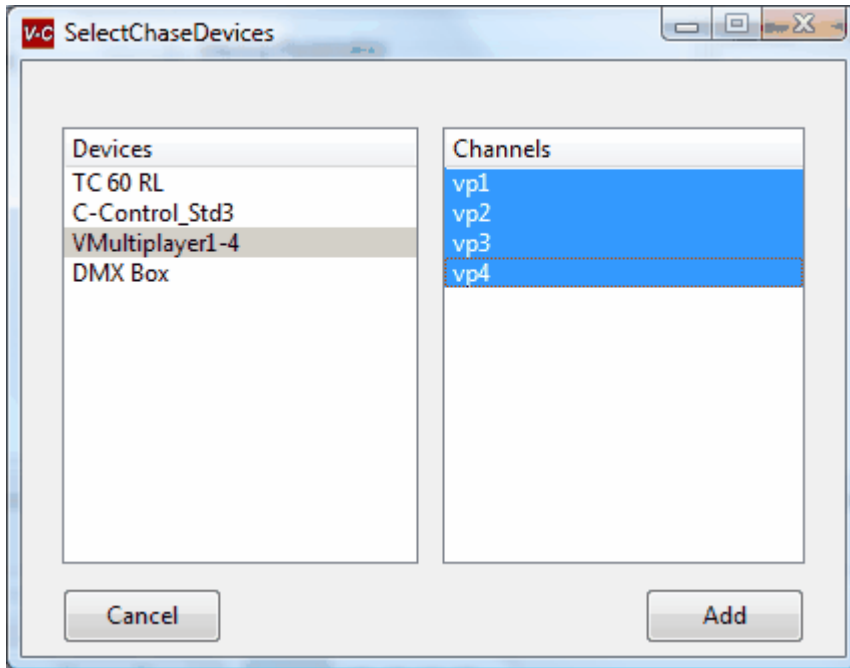 V-C SelectChaseDevices
Devices
TC 60 RL
C-Control_Std3
VMultiplayer1-4
DMX Box
Channels
vp1
vp2
vp3
vp4
Cancel
Add